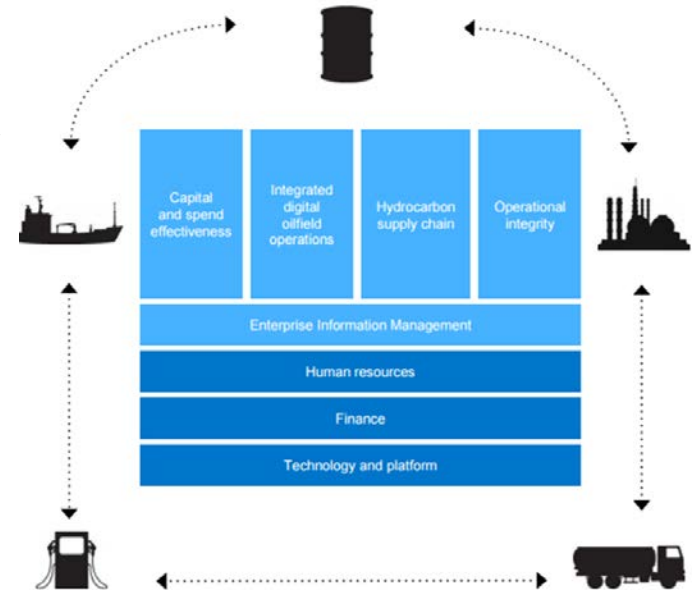 Capital
and spend
effectiveness
Integrated
digital
oilfield
operations
Hydrocarbon
supply chain
Operational
integrity
Enterprise Information Management
Human resources
Finance
Technology and platform